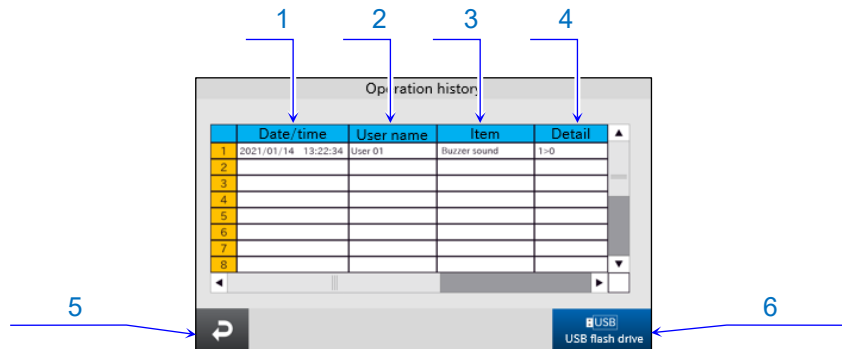 1 2 3 4
Operation history
Date/time User name Item Detail
1 2021/01/14 13:22:34 User 01 Buzzer sound 1>0
2
3
4
5
6
7
8
5 6
USB
USB flash drive